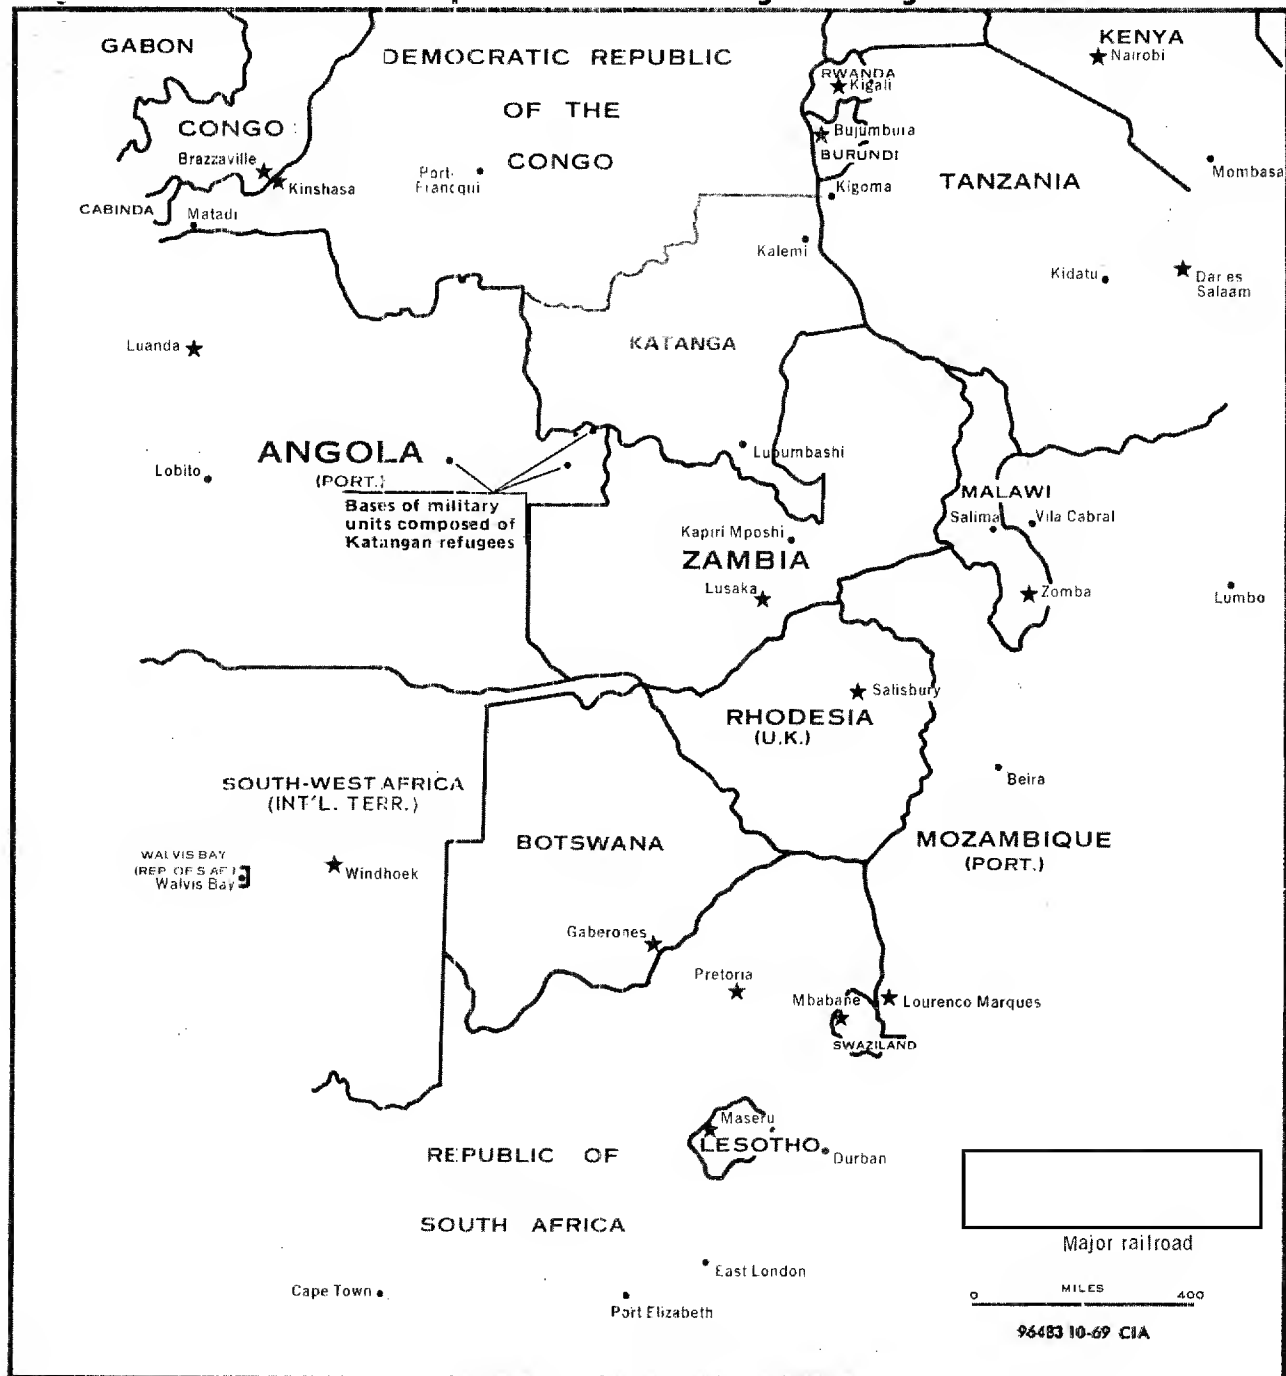 GABON
DEMOCRATIC REPUBLIC
OF THE
CONGO
KENYA
Nairobi
RWANDA
Kigali
CONGO
Brazzaville
Kinshasa
Port-
Francqui
Bujumbura
BURUNDI
Kigoma
TANZANIA
Mombasa
CABINDA
Matadi
Kalemi
Kidatu
Dar es
Salaam
Luanda
KATANGA
ANGOLA
(PORT.)
Lobito
Lubumbashi
Bases of military
units composed of
Katangan refugees
MALAWI
Salima
Vila Cabral
Kapiri Mposhi
ZAMBIA
Lusaka
Zomba
Lumbo
Salisbury
RHODESIA
(U.K.)
Beira
SOUTH-WEST AFRICA
(INT'L. TERR.)
BOTSWANA
MOZAMBIQUE
(PORT.)
WALVIS BAY
(REP. OF S. AF.)
Walvis Bay
Windhoek
Gaberones
Pretoria
Mbabane
Lourenco Marques
SWAZILAND
Maseru
LESOTHO
Durban
REPUBLIC OF
SOUTH AFRICA
Major railroad
East London
Cape Town
Port Elizabeth
0 MILES 400
96483 10-69 CIA